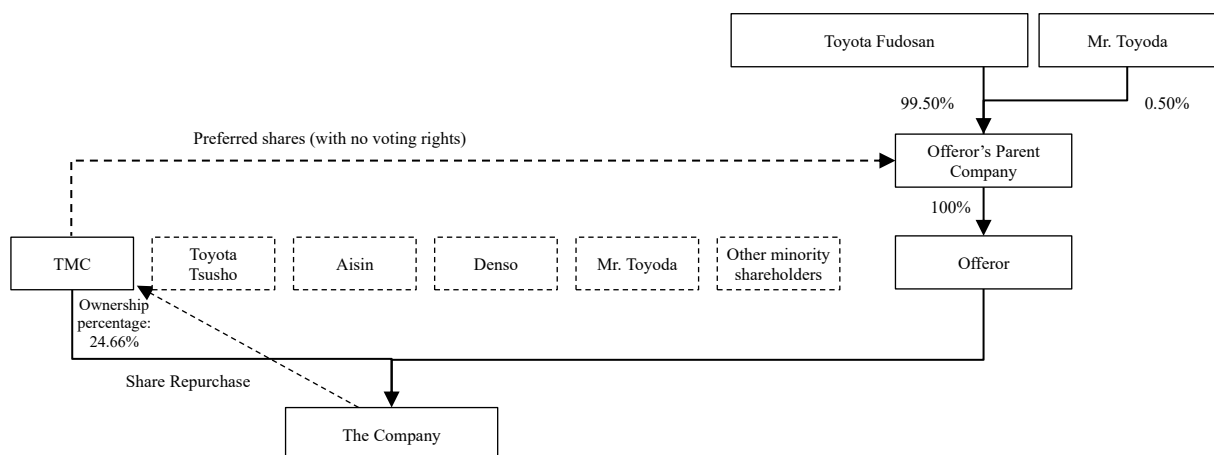 Toyota Fudosan
Mr. Toyoda
99.50%
0.50%
Preferred shares (with no voting rights)
Offeror’s Parent
Company
100%
TMC
Toyota
Tsusho
Aisin
Denso
Mr. Toyoda
Other minority
shareholders
Offeror
Ownership
percentage:
24.66%
Share Repurchase
The Company